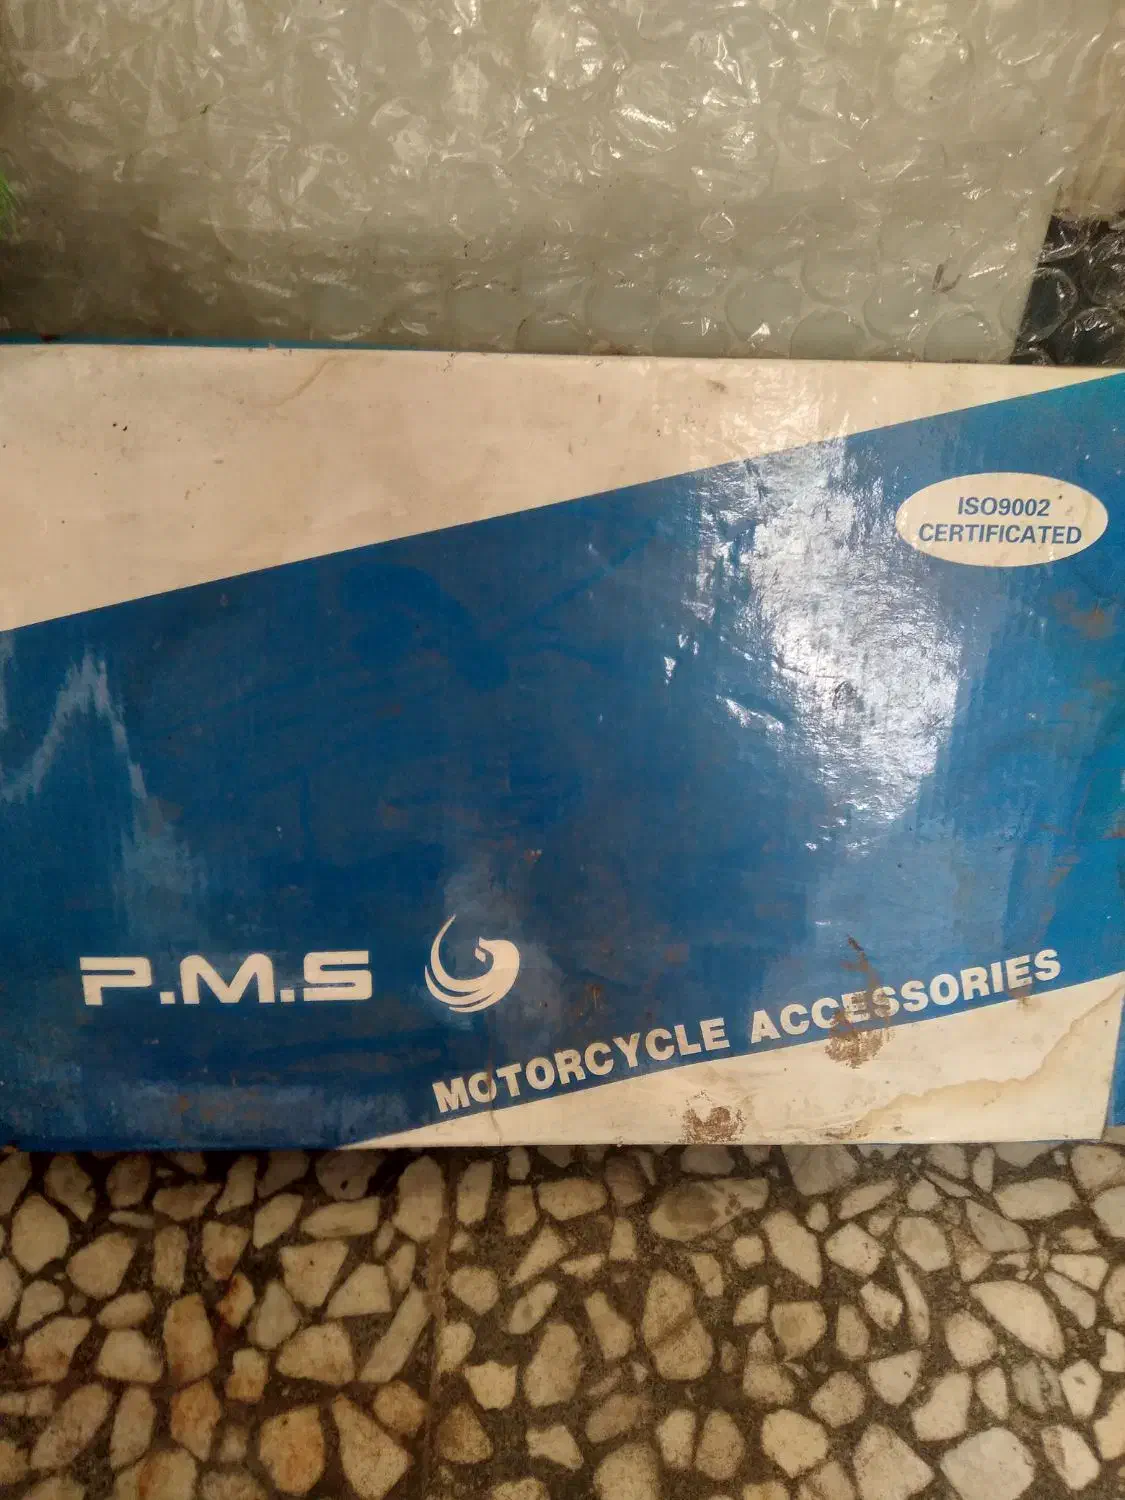 ISO9002
CERTIFICATED
P.M.S
MOTORCYCLE ACCESSORIES